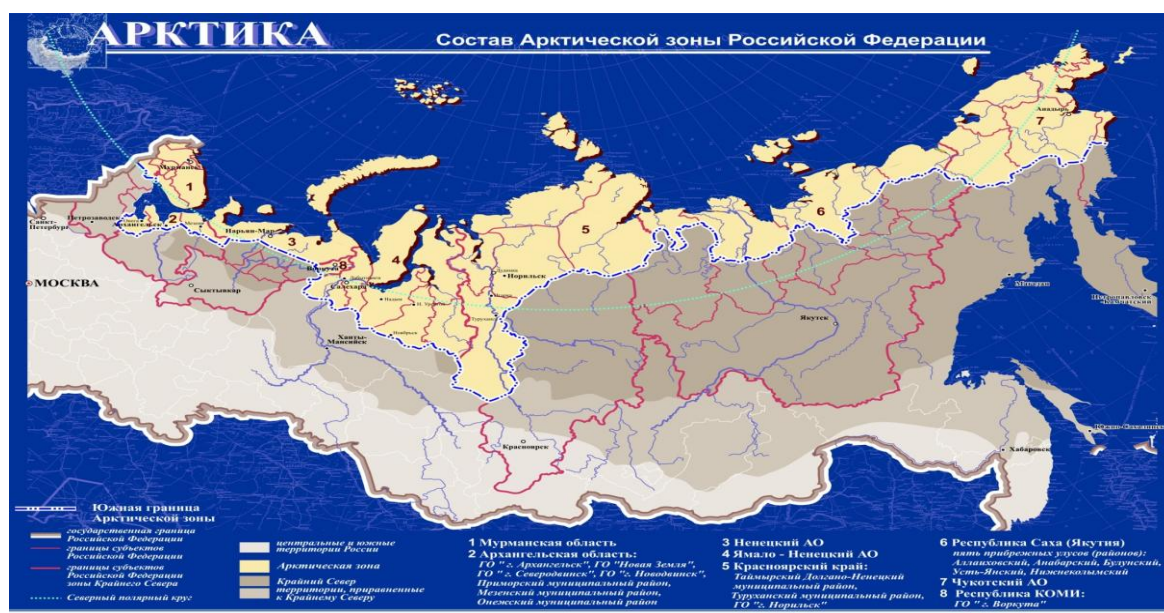 АРКТИКА
Состав Арктической зоны Российской Федерации
Анадырь
7
Мурманск
1
6
Санкт-
Петербург
Петрозаводск
2
Архангельск
Нарьян-Мар
3
5
4
8
Воркута
Норильск
Салехард
МОСКВА
Сыктывкар
Магадан
Петропавловск
Камчатский
Ноябрьск
Якутск
Ханты-
Мансийск
Красноярск
Хабаровск
Южно-Сахалинск
Южная граница
Арктической зоны
государственная граница
Российской Федерации
границы субъектов
Российской Федерации
границы субъектов
Российской Федерации
зоны Крайнего Севера
Северный полярный круг
центральные и южные
территории России
Арктическая зона
Крайний Север
территории, приравненные
к Крайнему Северу
1 Мурманская область
2 Архангельская область:
ГО " г. Архангельск", ГО "Новая Земля",
ГО " г. Северодвинск", ГО "г. Новодвинск",
Приморский муниципальный район,
Мезенский муниципальный район,
Онежский муниципальный район
3 Ненецкий АО
4 Ямало - Ненецкий АО
5 Красноярский край:
Таймырский Долгано-Ненецкий
муниципальный район,
Туруханский муниципальный район,
ГО "г. Норильск"
6 Республика Саха (Якутия)
пять прибрежных улусов (районов):
Аллаиховский, Анабарский, Булунский,
Усть-Янский, Нижнеколымский
7 Чукотский АО
8 Республика КОМИ:
ГО " г. Воркута"